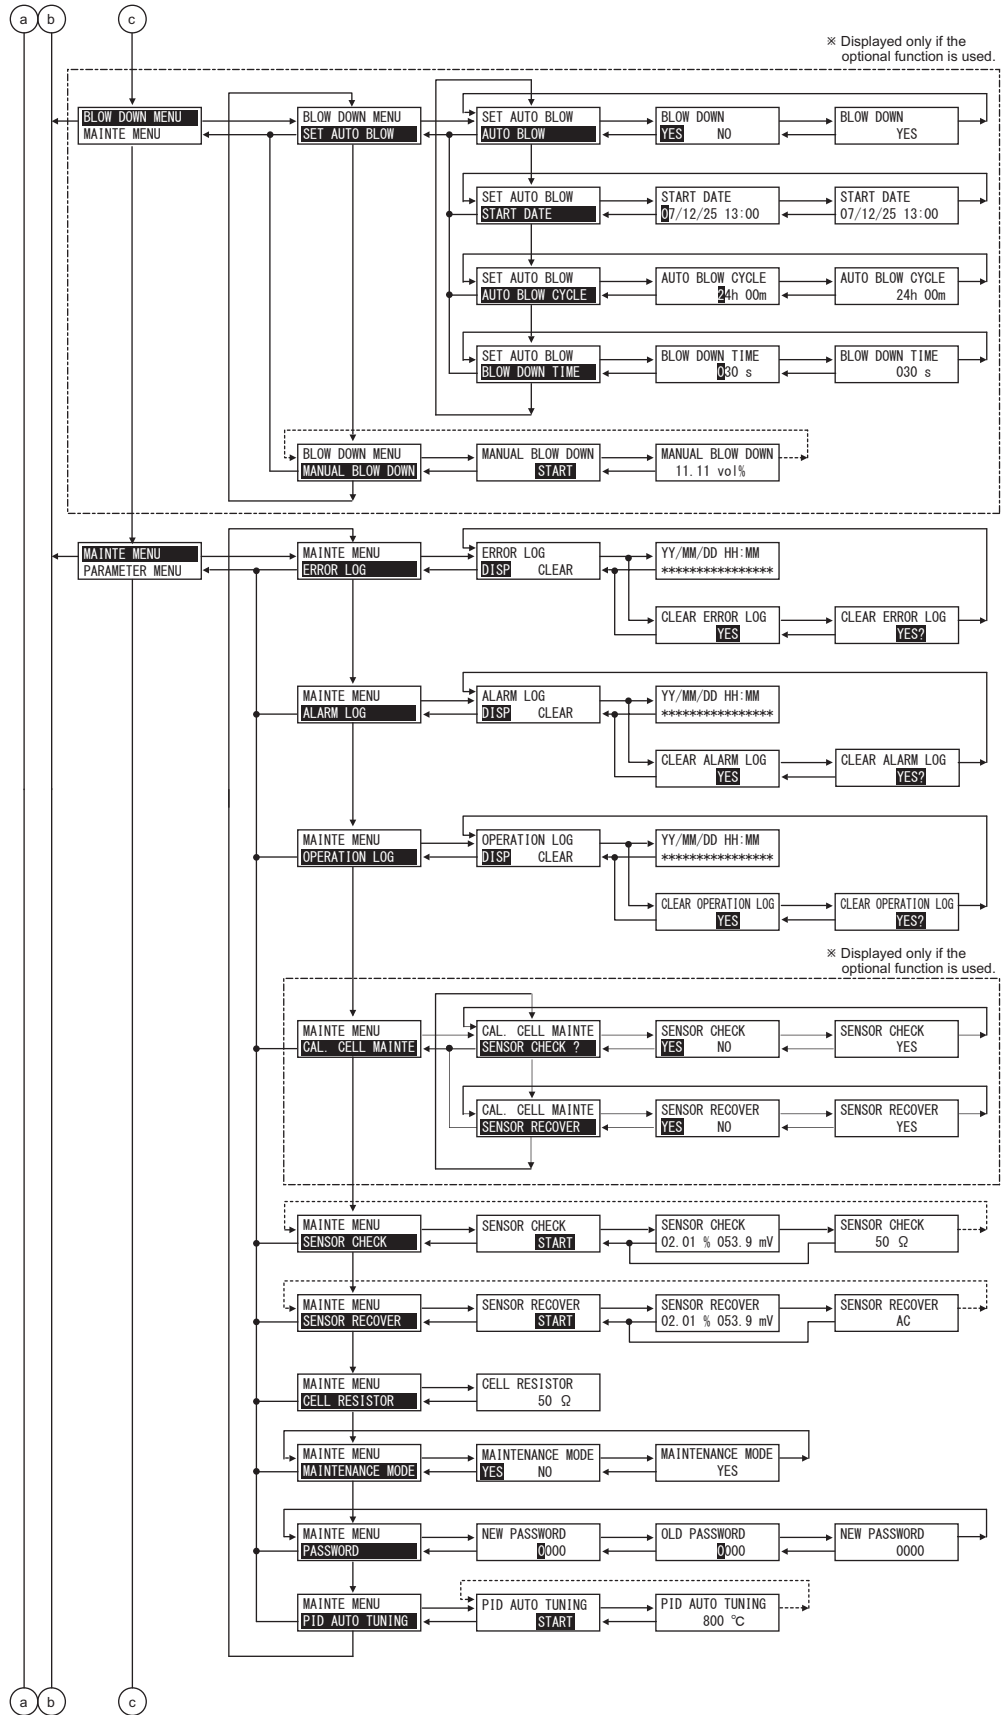 a b c
※ Displayed only if the
optional function is used.
BLOW DOWN MENU
MAINTE MENU
BLOW DOWN MENU
SET AUTO BLOW
SET AUTO BLOW
AUTO BLOW
BLOW DOWN
YES NO
BLOW DOWN
YES
SET AUTO BLOW
START DATE
START DATE
07/12/25 13:00
START DATE
07/12/25 13:00
SET AUTO BLOW
AUTO BLOW CYCLE
AUTO BLOW CYCLE
24h 00m
AUTO BLOW CYCLE
24h 00m
SET AUTO BLOW
BLOW DOWN TIME
BLOW DOWN TIME
030 s
BLOW DOWN TIME
030 s
BLOW DOWN MENU
MANUAL BLOW DOWN
MANUAL BLOW DOWN
START
MANUAL BLOW DOWN
11.11 vol%
MAINTE MENU
PARAMETER MENU
MAINTE MENU
ERROR LOG
ERROR LOG
DISP CLEAR
YY/MM/DD HH:MM
****************
CLEAR ERROR LOG
YES
CLEAR ERROR LOG
YES?
MAINTE MENU
ALARM LOG
ALARM LOG
DISP CLEAR
YY/MM/DD HH:MM
****************
CLEAR ALARM LOG
YES
CLEAR ALARM LOG
YES?
MAINTE MENU
OPERATION LOG
OPERATION LOG
DISP CLEAR
YY/MM/DD HH:MM
****************
CLEAR OPERATION LOG
YES
CLEAR OPERATION LOG
YES?
※ Displayed only if the
optional function is used.
MAINTE MENU
CAL. CELL MAINTE
CAL. CELL MAINTE
SENSOR CHECK ?
SENSOR CHECK
YES NO
SENSOR CHECK
YES
CAL. CELL MAINTE
SENSOR RECOVER
SENSOR RECOVER
YES NO
SENSOR RECOVER
YES
MAINTE MENU
SENSOR CHECK
SENSOR CHECK
START
SENSOR CHECK
02.01 % 053.9 mV
SENSOR CHECK
50 Ω
MAINTE MENU
SENSOR RECOVER
SENSOR RECOVER
START
SENSOR RECOVER
02.01 % 053.9 mV
SENSOR RECOVER
AC
MAINTE MENU
CELL RESISTOR
CELL RESISTOR
50 Ω
MAINTE MENU
MAINTENANCE MODE
MAINTENANCE MODE
YES NO
MAINTENANCE MODE
YES
MAINTE MENU
PASSWORD
NEW PASSWORD
0000
OLD PASSWORD
0000
NEW PASSWORD
0000
MAINTE MENU
PID AUTO TUNING
PID AUTO TUNING
START
PID AUTO TUNING
800 °C
a b c